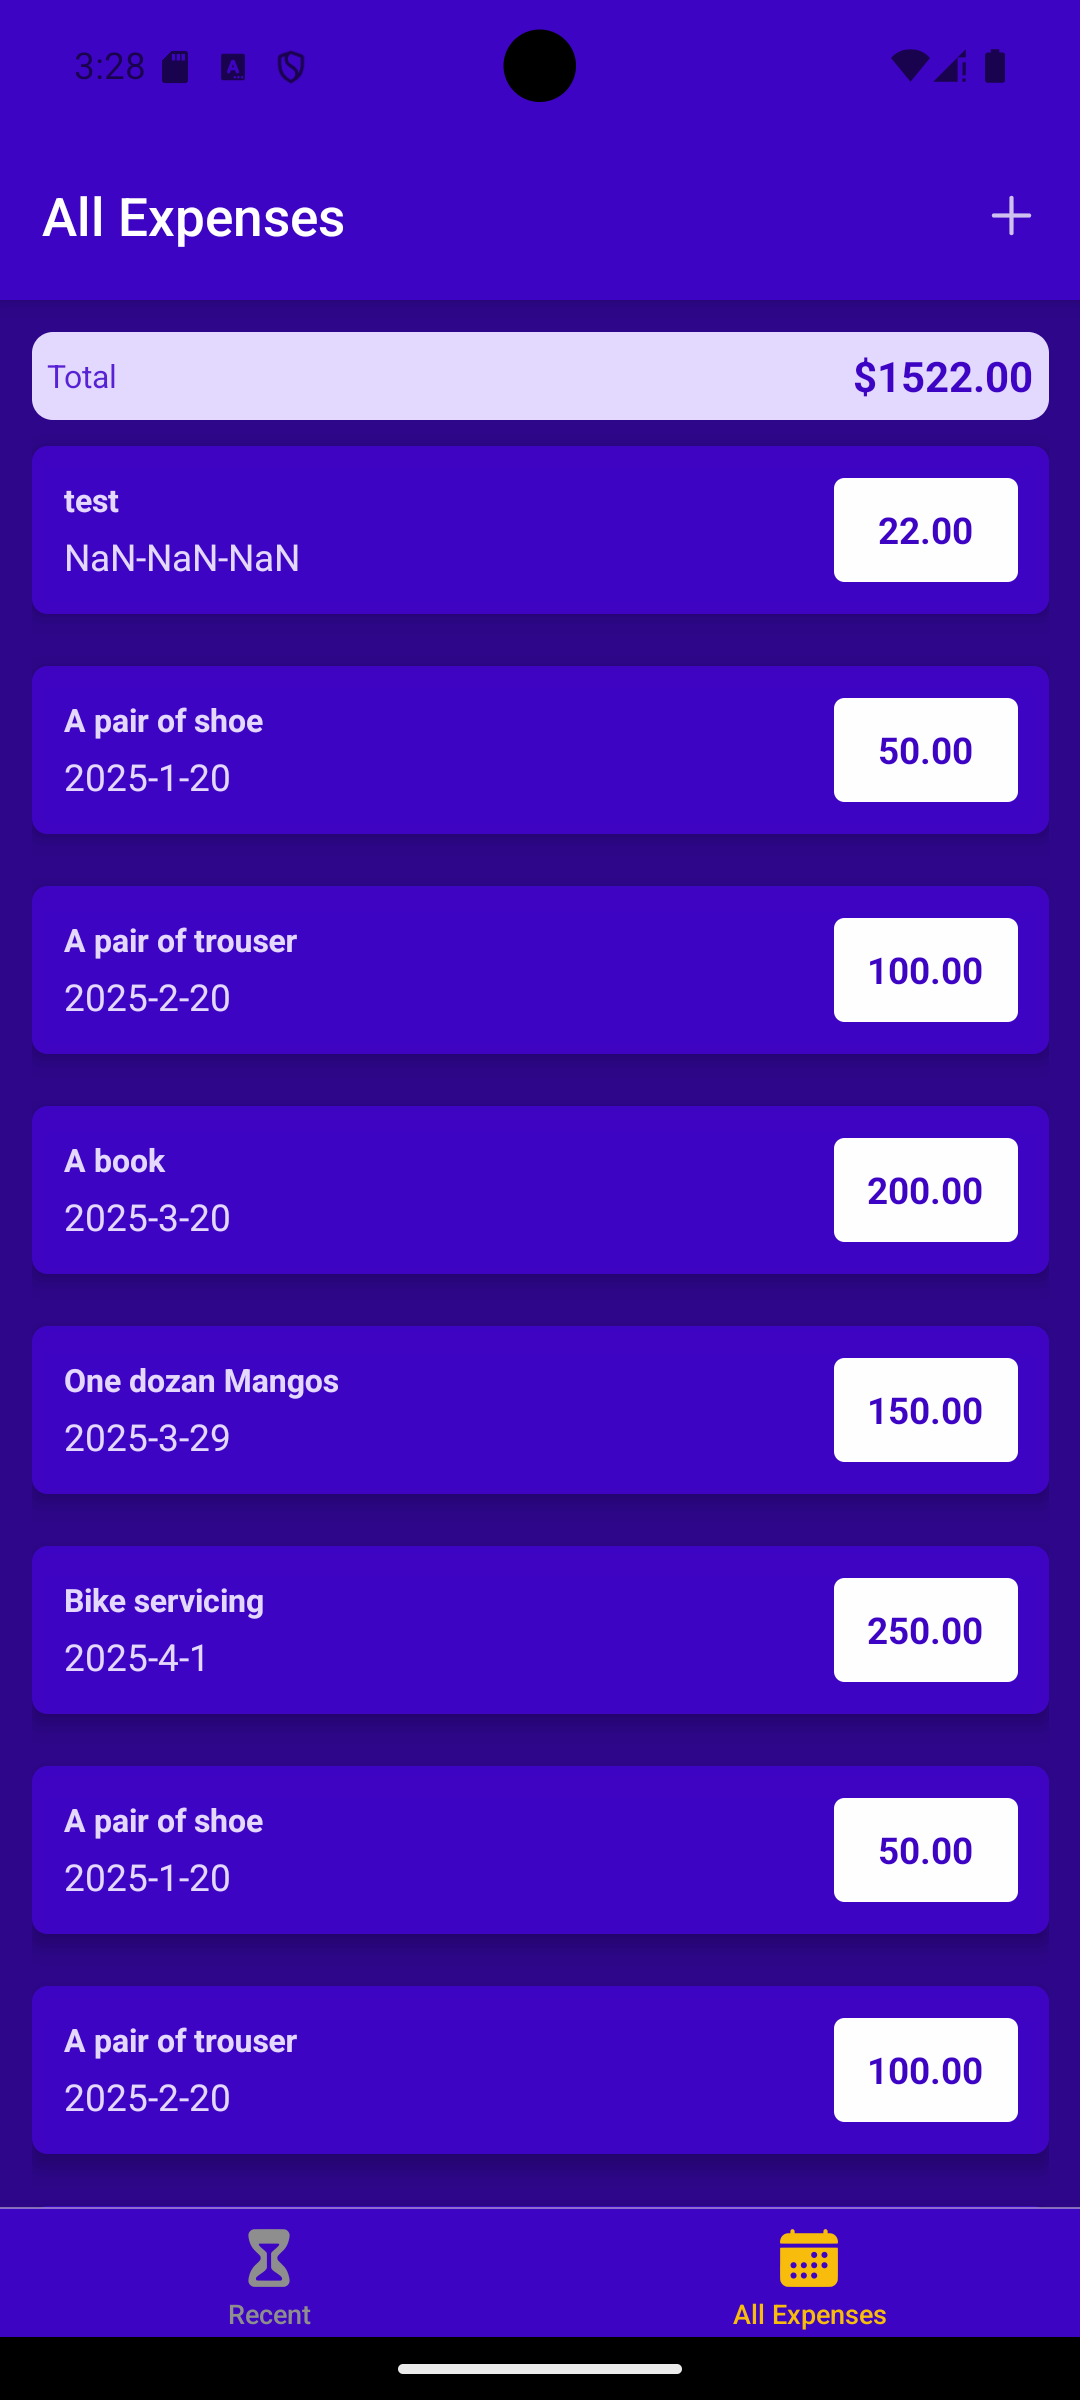 3:28
All Expenses
Total
$1522.00
test
NaN-NaN-NaN
22.00
A pair of shoe
2025-1-20
50.00
A pair of trouser
2025-2-20
100.00
A book
2025-3-20
200.00
One dozan Mangos
2025-3-29
150.00
Bike servicing
2025-4-1
250.00
A pair of shoe
2025-1-20
50.00
A pair of trouser
2025-2-20
100.00
Recent
All Expenses